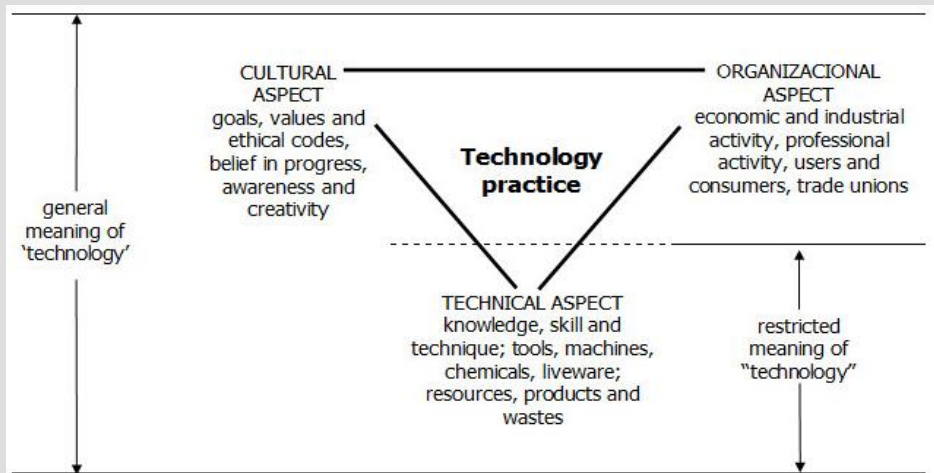 CULTURAL
ASPECT
goals, values and
ethical codes,
belief in progress,
awareness and
creativity
ORGANIZACIONAL
ASPECT
economic and industrial
activity, professional
activity, users and
consumers, trade unions
Technology
practice
general
meaning of
‘technology’
TECHNICAL ASPECT
knowledge, skill and
technique; tools, machines,
chemicals, liveware;
resources, products and
wastes
restricted
meaning of
“technology”